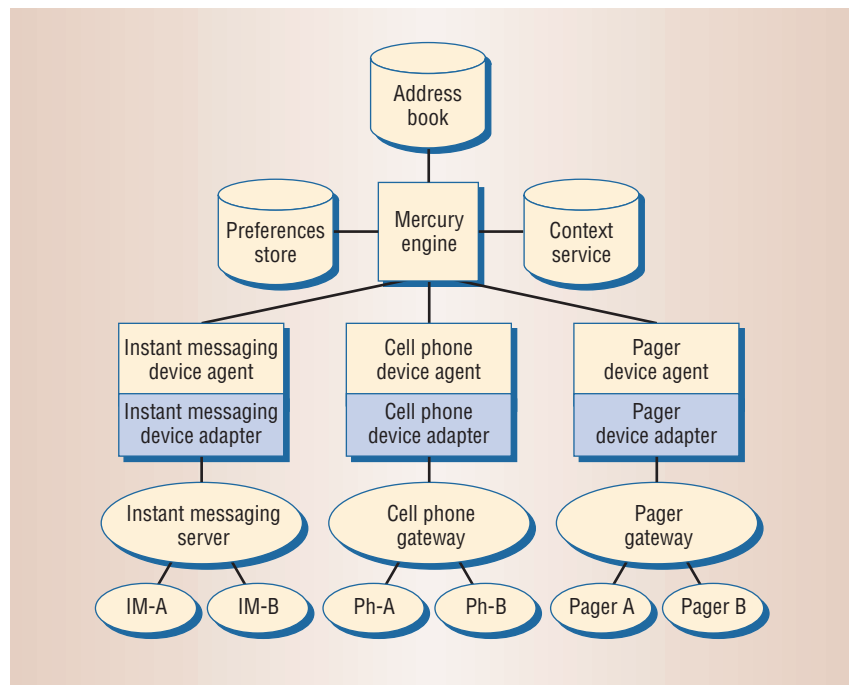 Address
book
Preferences
store
Mercury
engine
Context
service
Instant messaging
device agent
Cell phone
device agent
Pager
device agent
Instant messaging
device adapter
Cell phone
device adapter
Pager
device adapter
Instant messaging
server
Cell phone
gateway
Pager
gateway
IM-A
IM-B
Ph-A
Ph-B
Pager A
Pager B